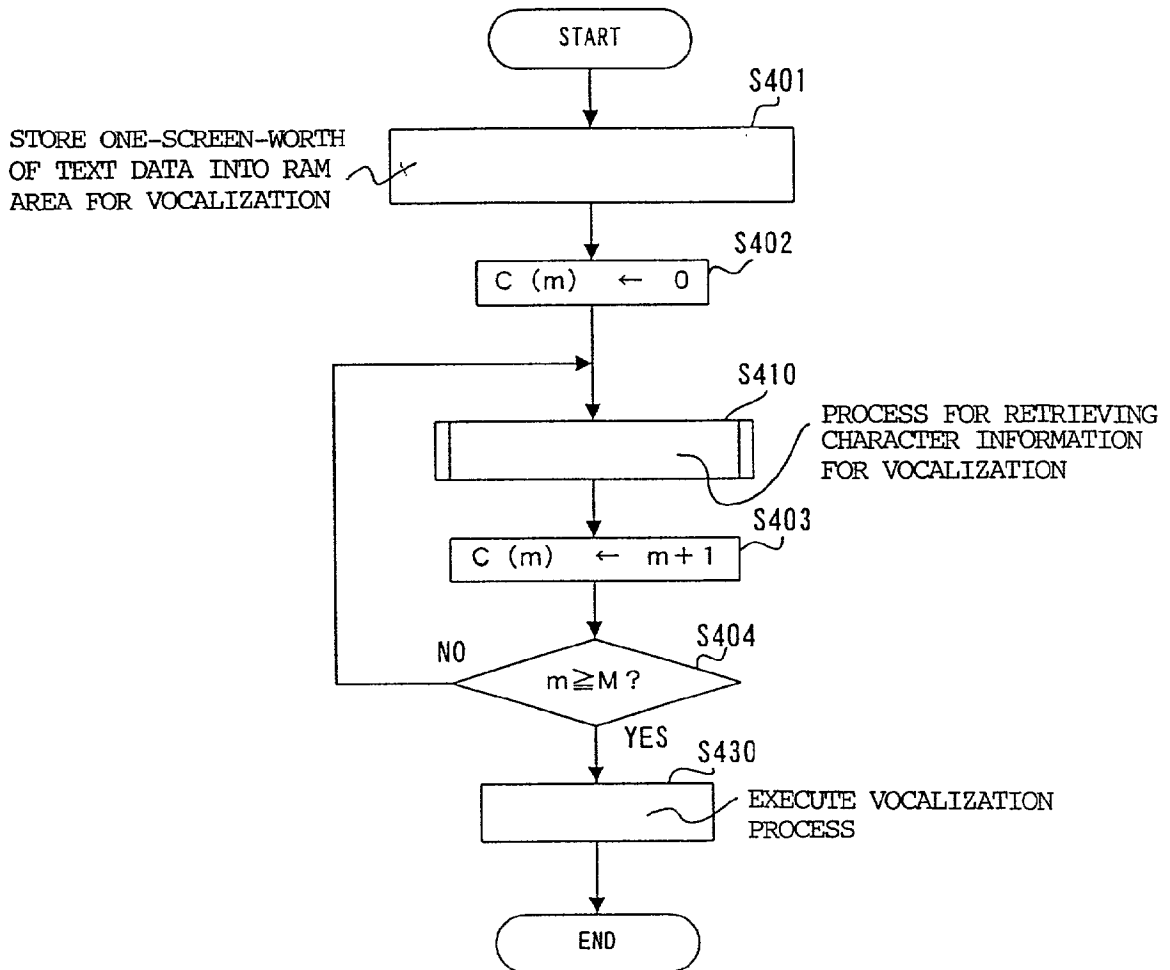 START
S401
STORE ONE-SCREEN-WORTH
OF TEXT DATA INTO RAM
AREA FOR VOCALIZATION
S402
C (m) ← 0
S410
PROCESS FOR RETRIEVING
CHARACTER INFORMATION
FOR VOCALIZATION
S403
C (m) ← m+1
S404
NO
m≧M?
YES
S430
EXECUTE VOCALIZATION
PROCESS
END